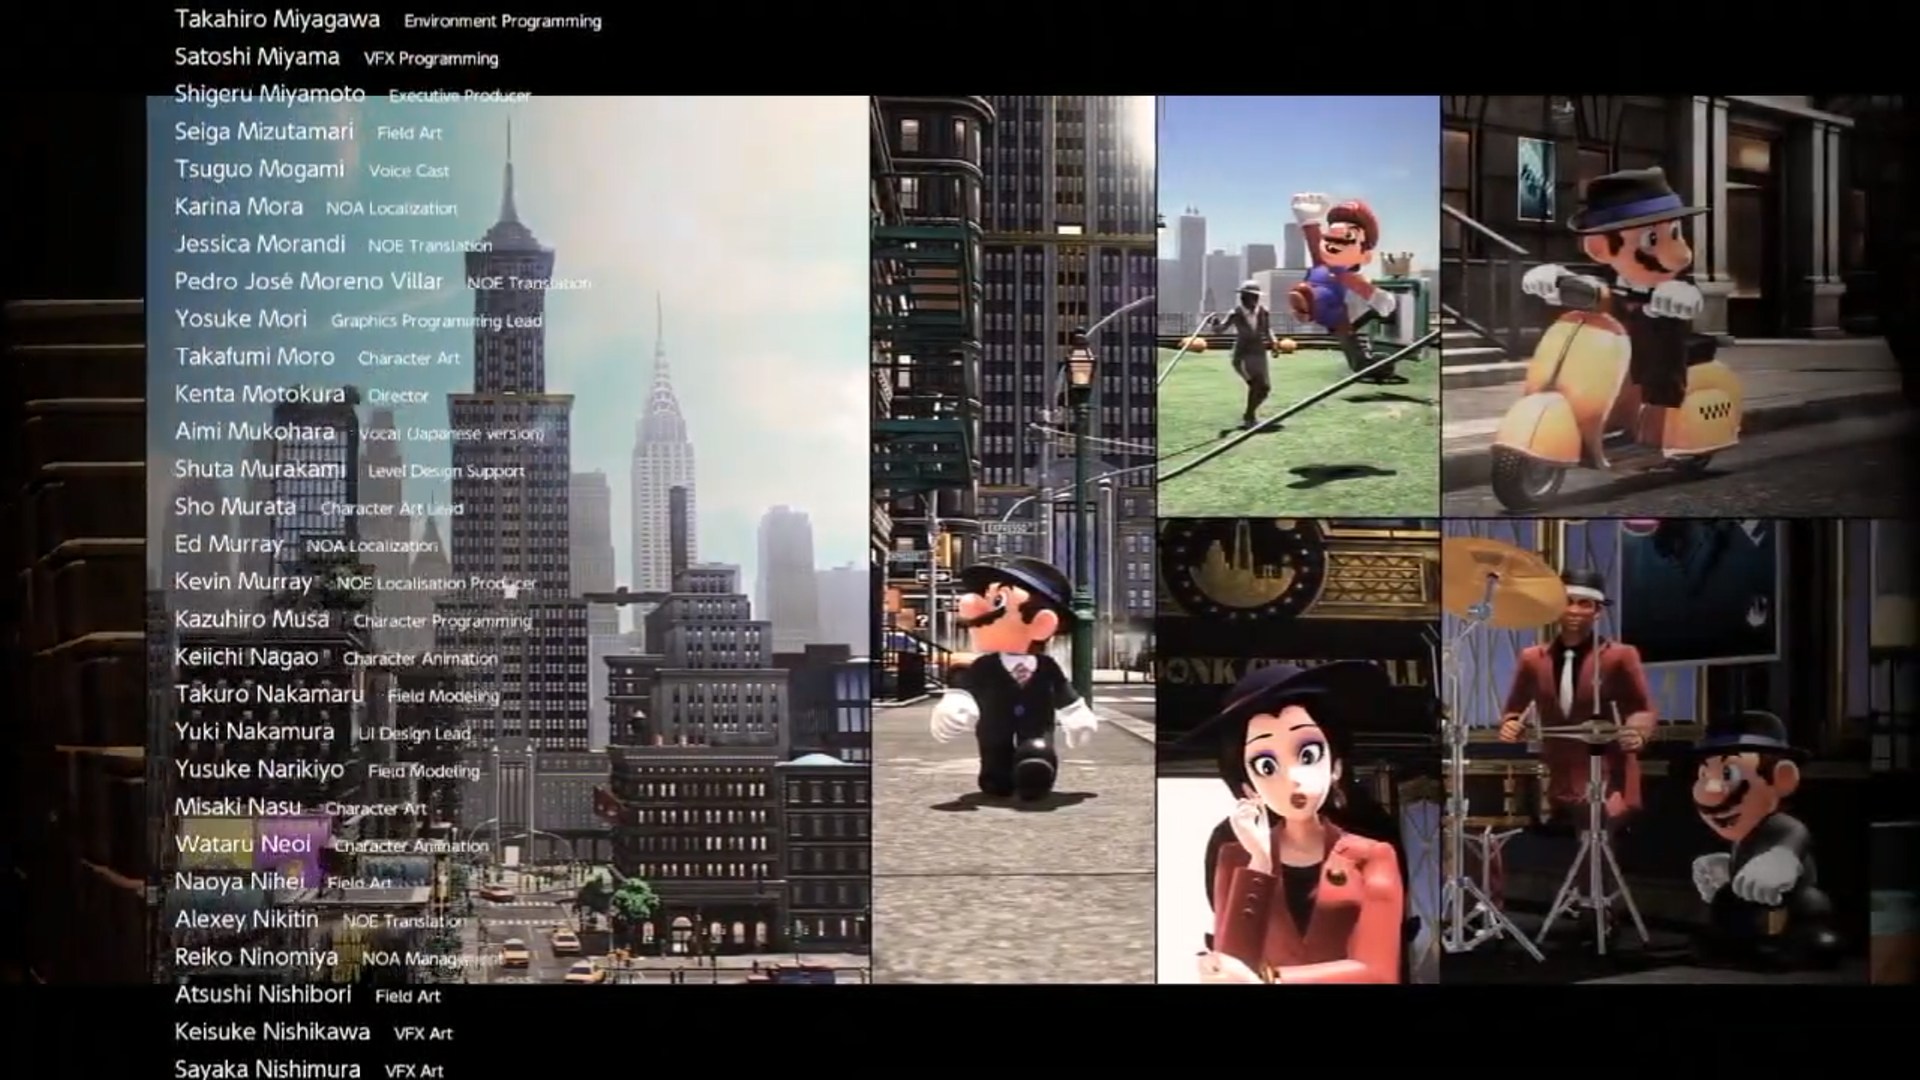 Takahiro Miyagawa Environment Programming
Satoshi Miyama VFX Programming
Shigeru Miyamoto Executive Producer
Seiga Mizutamari Field Art
Tsuguo Mogami Voice Cast
Karina Mora NOA Localization
Jessica Morandi NOE Translation
Pedro José Moreno Villar NOE Translation
Yosuke Mori Graphics Programming Lead
Takafumi Moro Character Art
Kenta Motokura Director
Aimi Mukohara Vocal (Japanese version)
Shuta Murakami Level Design Support
Sho Murata Character Art Lead
Ed Murray NOA Localization
Kevin Murray NOE Localisation Producer
Kazuhiro Musa Character Programming
Keiichi Nagao Character Animation
Takuro Nakamaru Field Modeling
Yuki Nakamura UI Design Lead
Yusuke Narikiyo Field Modeling
Misaki Nasu Character Art
Wataru Neoi Character Animation
Naoya Nihei Field Art
Alexey Nikitin NOE Translation
Reiko Ninomiya NOA Management
Atsushi Nishibori Field Art
Keisuke Nishikawa VFX Art
Sayaka Nishimura VFX Art
EXPRESSO